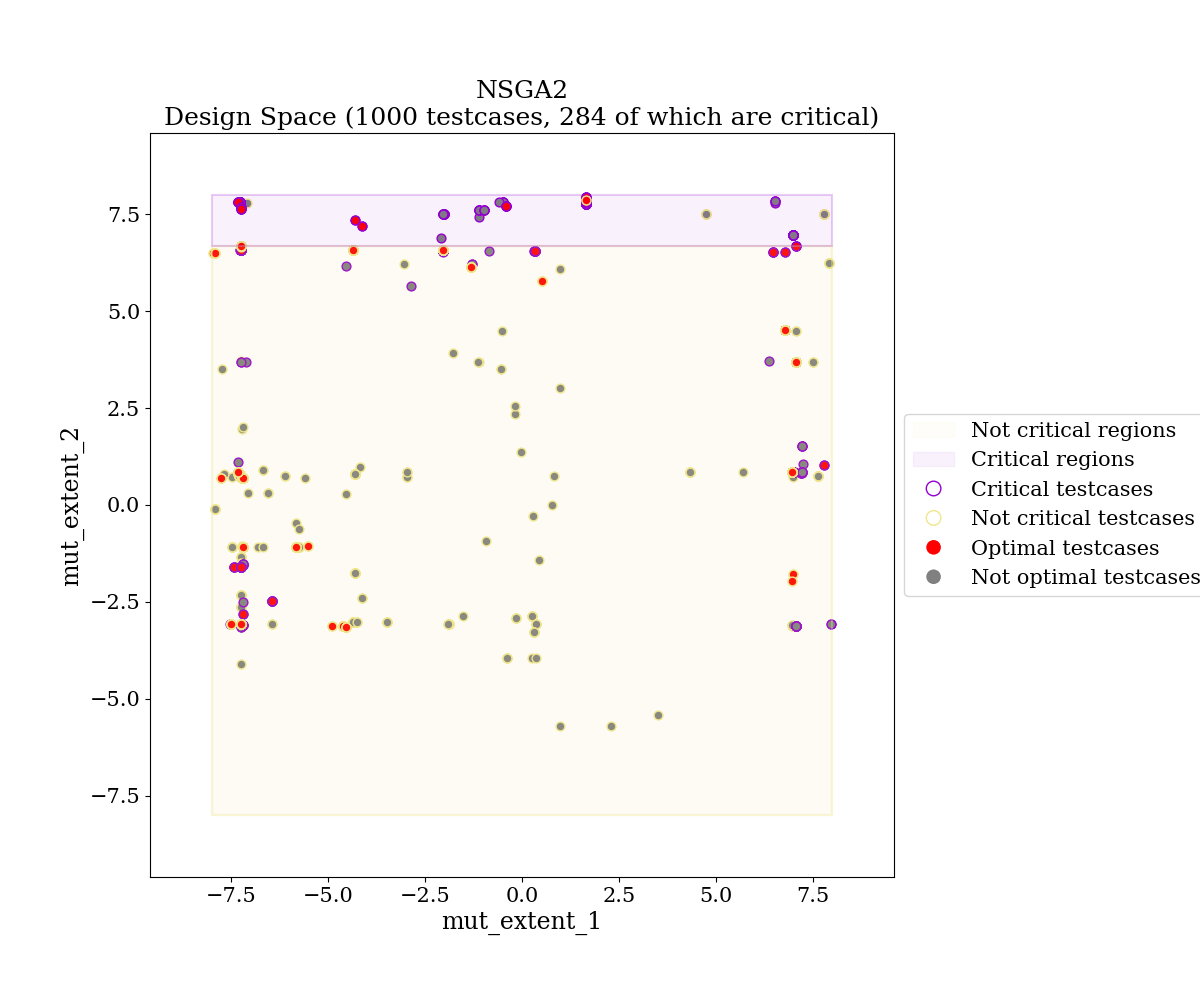 NSGA2
Design Space (1000 testcases, 284 of which are critical)
7.5
5.0
2.5
0.0
−2.5
−5.0
−7.5
mut_extent_2
−7.5
−5.0
−2.5
0.0
2.5
5.0
7.5
mut_extent_1
Not critical regions
Critical regions
Critical testcases
Not critical testcases
Optimal testcases
Not optimal testcases